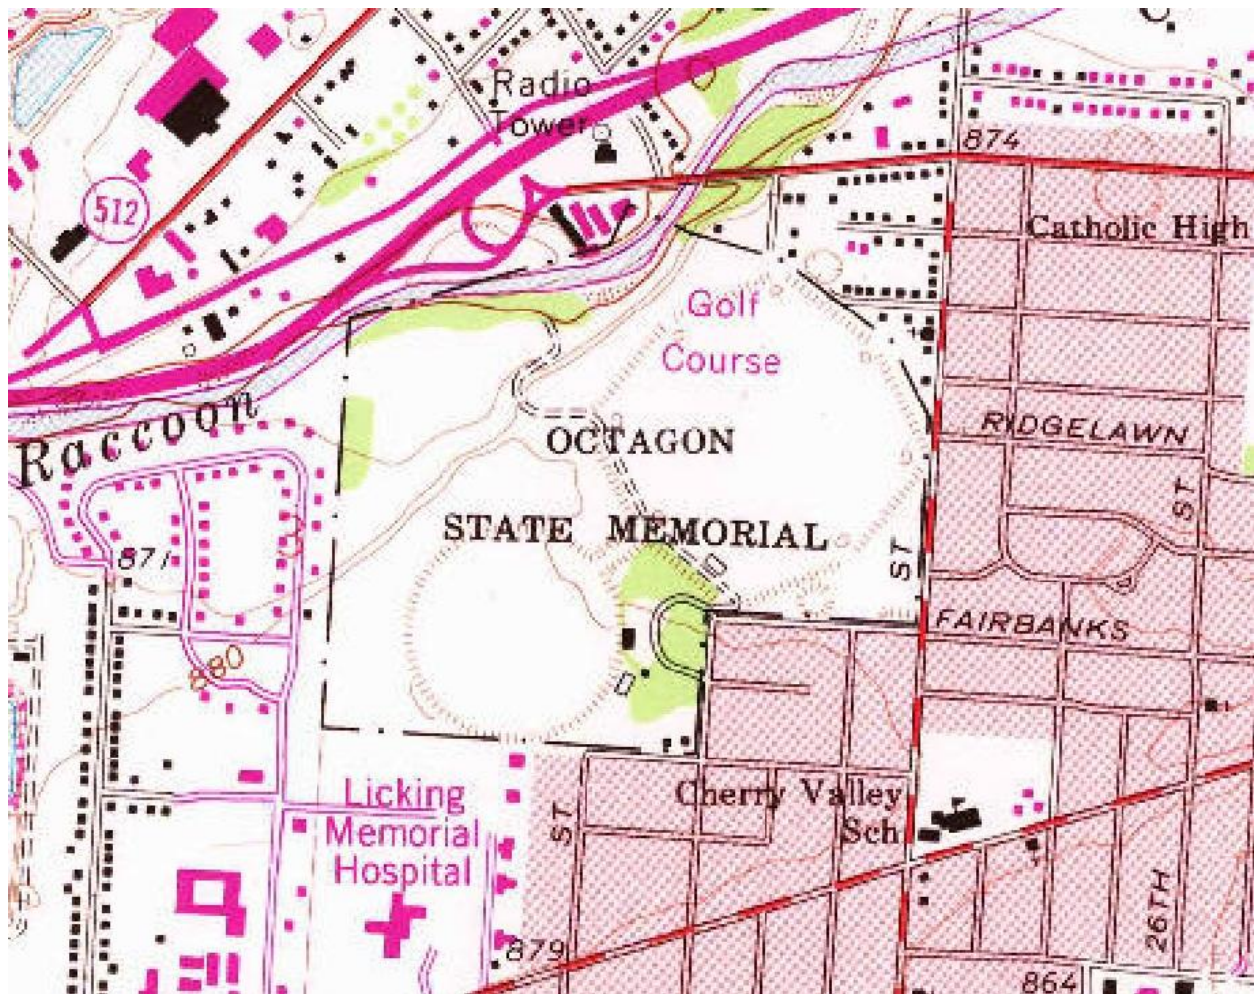 C
Radio
Tower
874
512
Catholic High
Golf
Course
Raccoon
RIDGELAWN
OCTAGON
ST
STATE MEMORIAL
ST
871
FAIRBANKS
880
Licking
Memorial
Hospital
Cherry Valley
Sch
ST
26TH
879
864